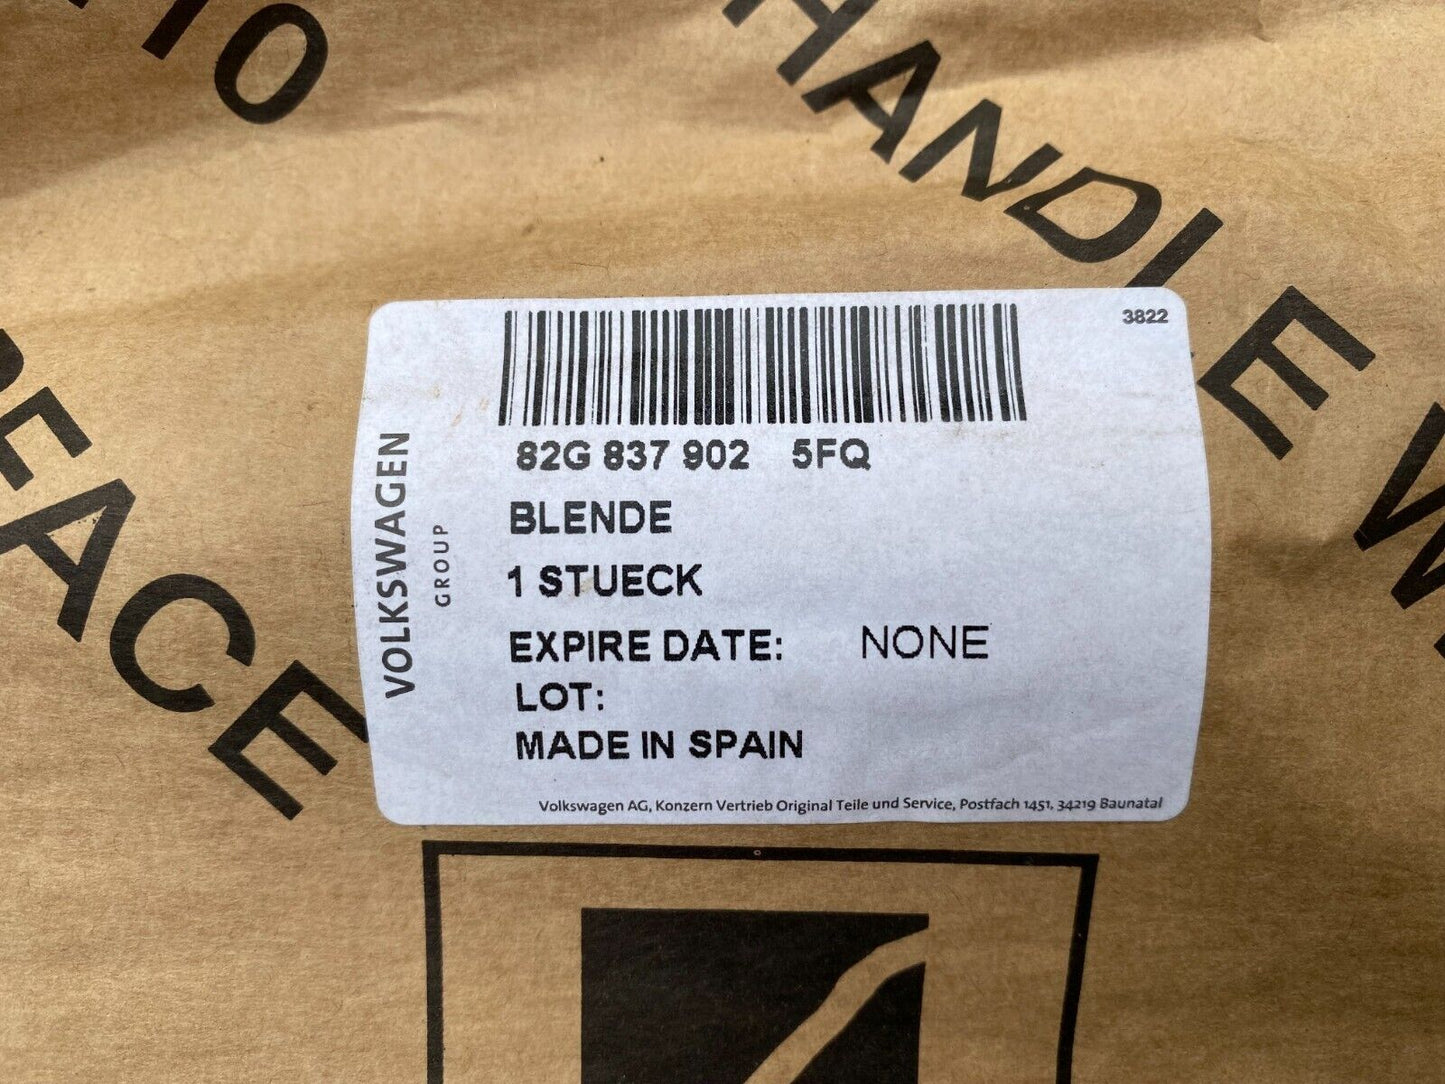 HANDLE
3822
82G 837 902 5FQ
BLENDE
1 STUECK
EXPIRE DATE: NONE
LOT:
MADE IN SPAIN
VOLKSWAGEN
GROUP
Volkswagen AG, Konzern Vertrieb Original Teile und Service, Postfach 1451, 34219 Baunatal